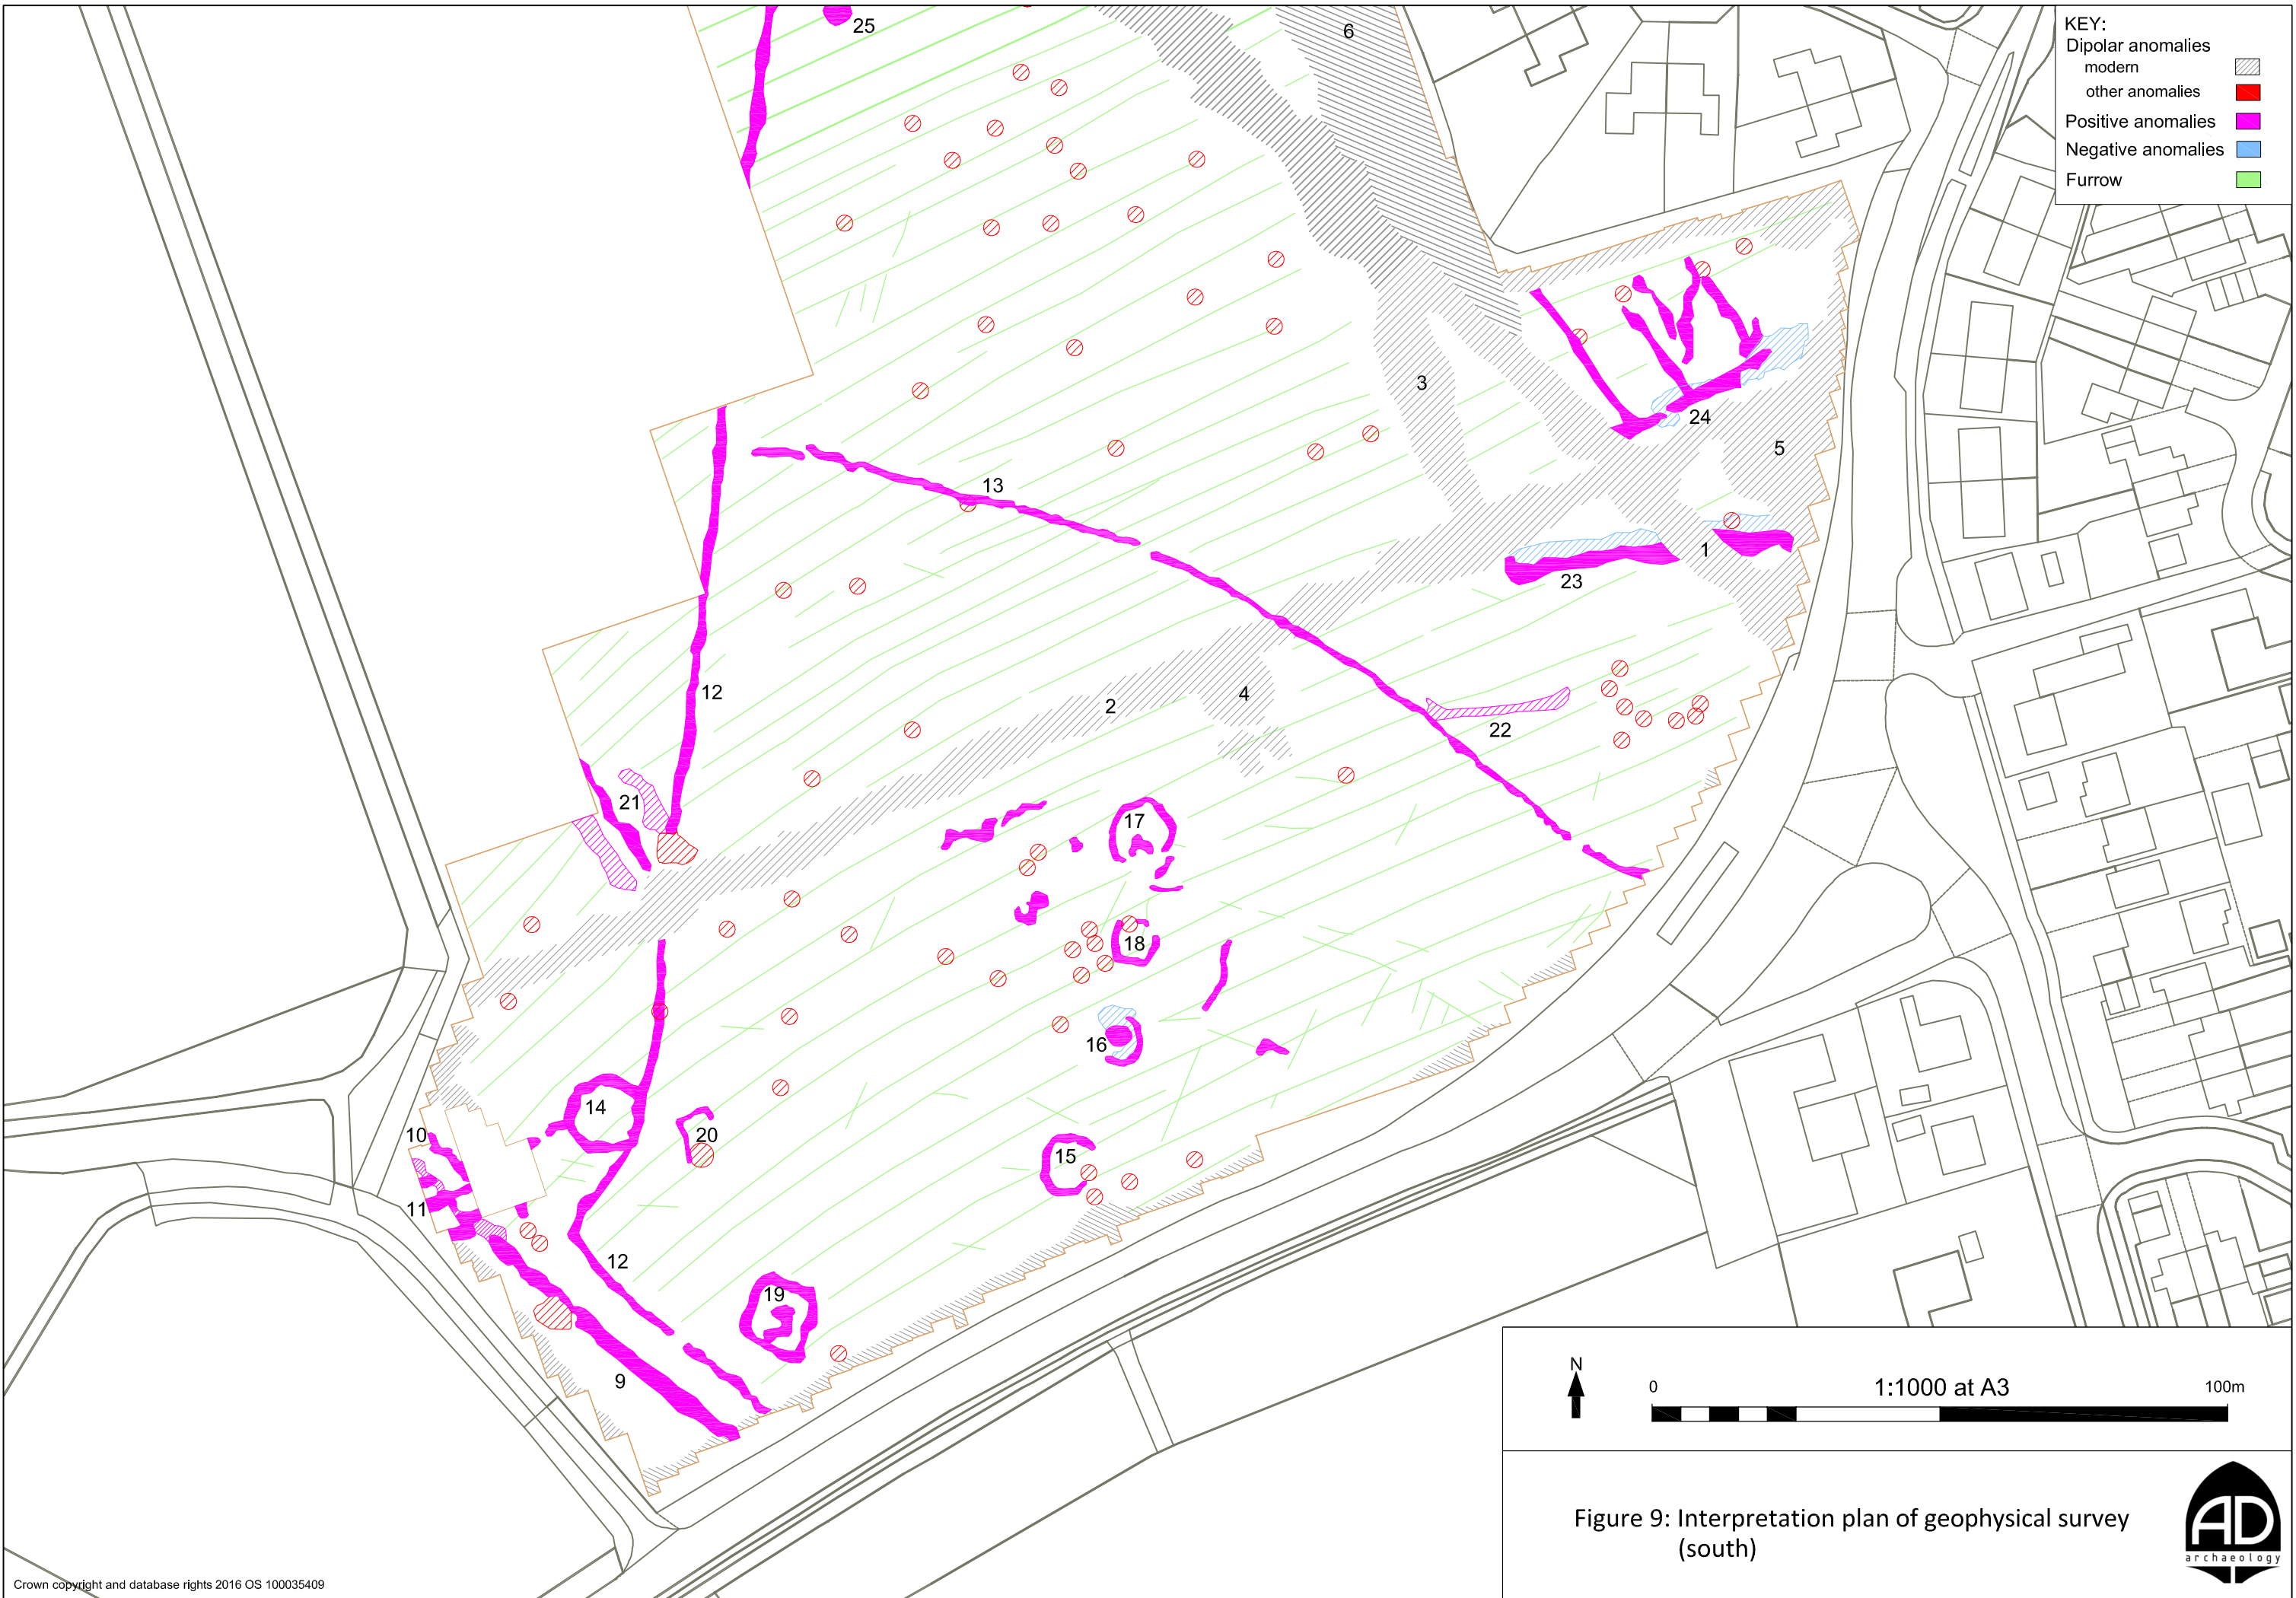 25
6
KEY:
Dipolar anomalies
modern
other anomalies
Positive anomalies
Negative anomalies
Furrow
3
24
5
13
1
23
12
2
4
22
21
17
18
16
14
10
20
15
11
12
19
9
N
0
1:1000 at A3
100m
Figure 9: Interpretation plan of geophysical survey
(south)
AD
archaeology
Crown copyright and database rights 2016 OS 100035409